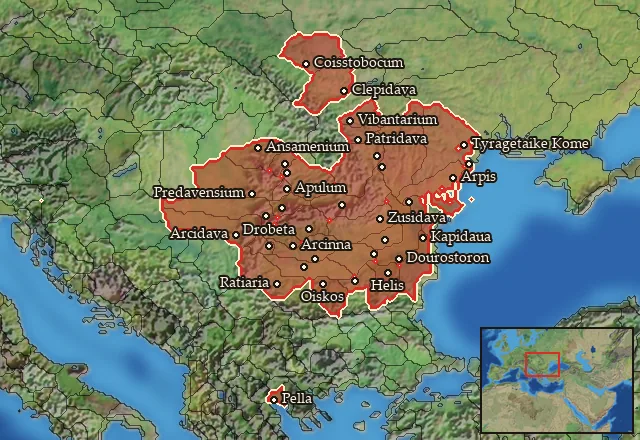 Coisstobocum
Clepidava
Vibantarium
Patridava
Tyragetaike Kome
Ansamenium
Arpis
Predavensium
Apulum
Zusidava
Arcidava
Drobeta
Kapidaua
Arcinna
Dourostoron
Ratiaria
Helis
Oiskos
Pella